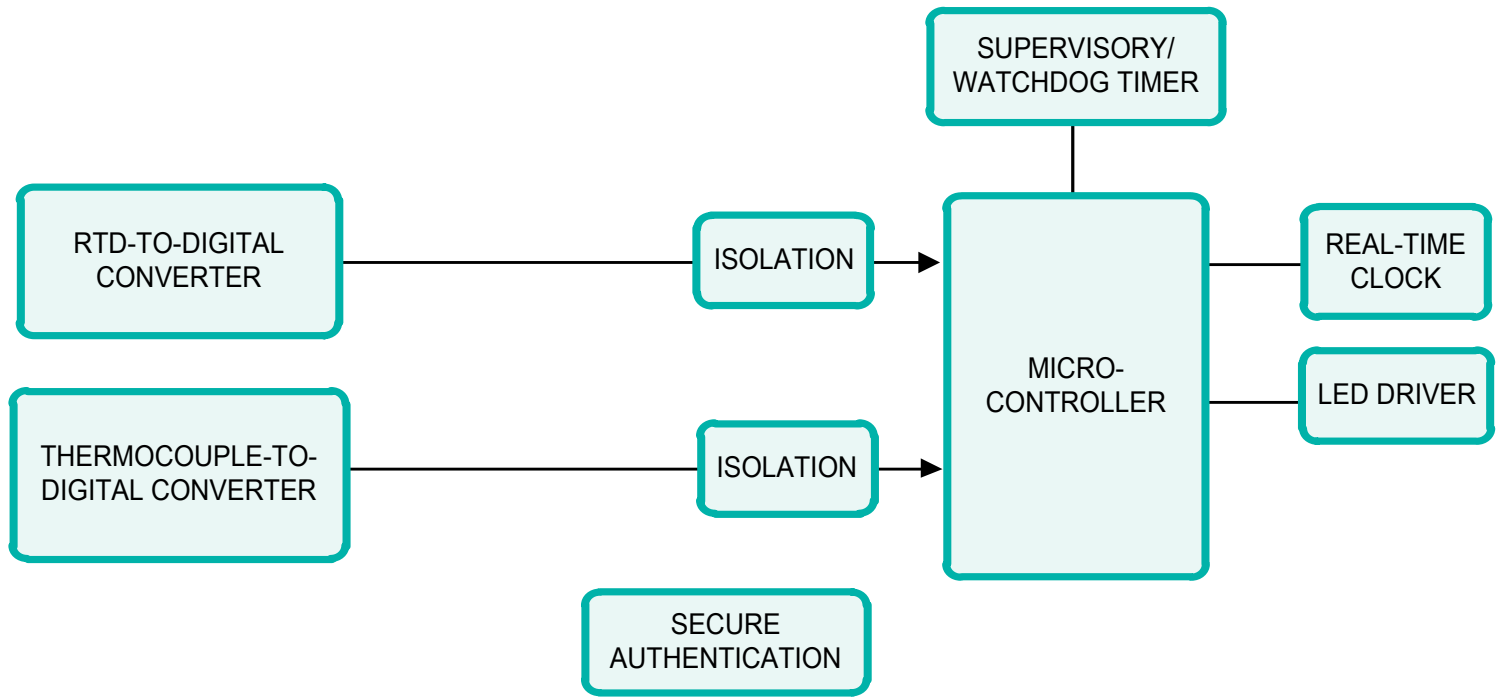 SUPERVISORY/
WATCHDOG TIMER
RTD-TO-DIGITAL
CONVERTER
ISOLATION
REAL-TIME
CLOCK
MICRO-
CONTROLLER
LED DRIVER
THERMOCOUPLE-TO-
DIGITAL CONVERTER
ISOLATION
SECURE
AUTHENTICATION